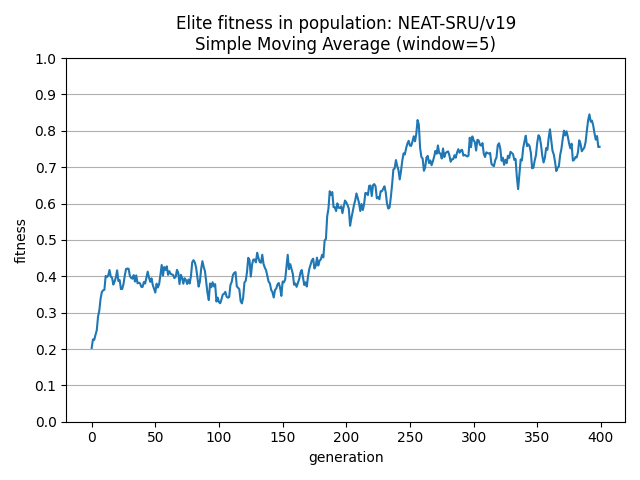 Elite fitness in population: NEAT-SRU/v19
Simple Moving Average (window=5)
1.0
0.9
0.8
0.7
0.6
0.5
0.4
0.3
0.2
0.1
0.0
fitness
0 50 100 150 200 250 300 350 400
generation